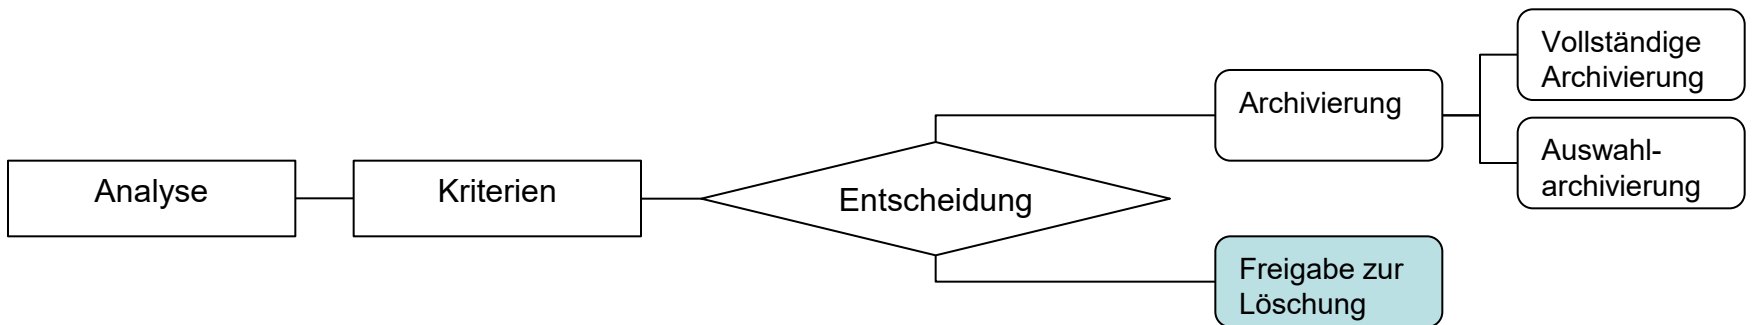 Analyse
Kriterien
Entscheidung
Archivierung
Vollständige
Archivierung
Auswahl-
archivierung
Freigabe zur
Löschung